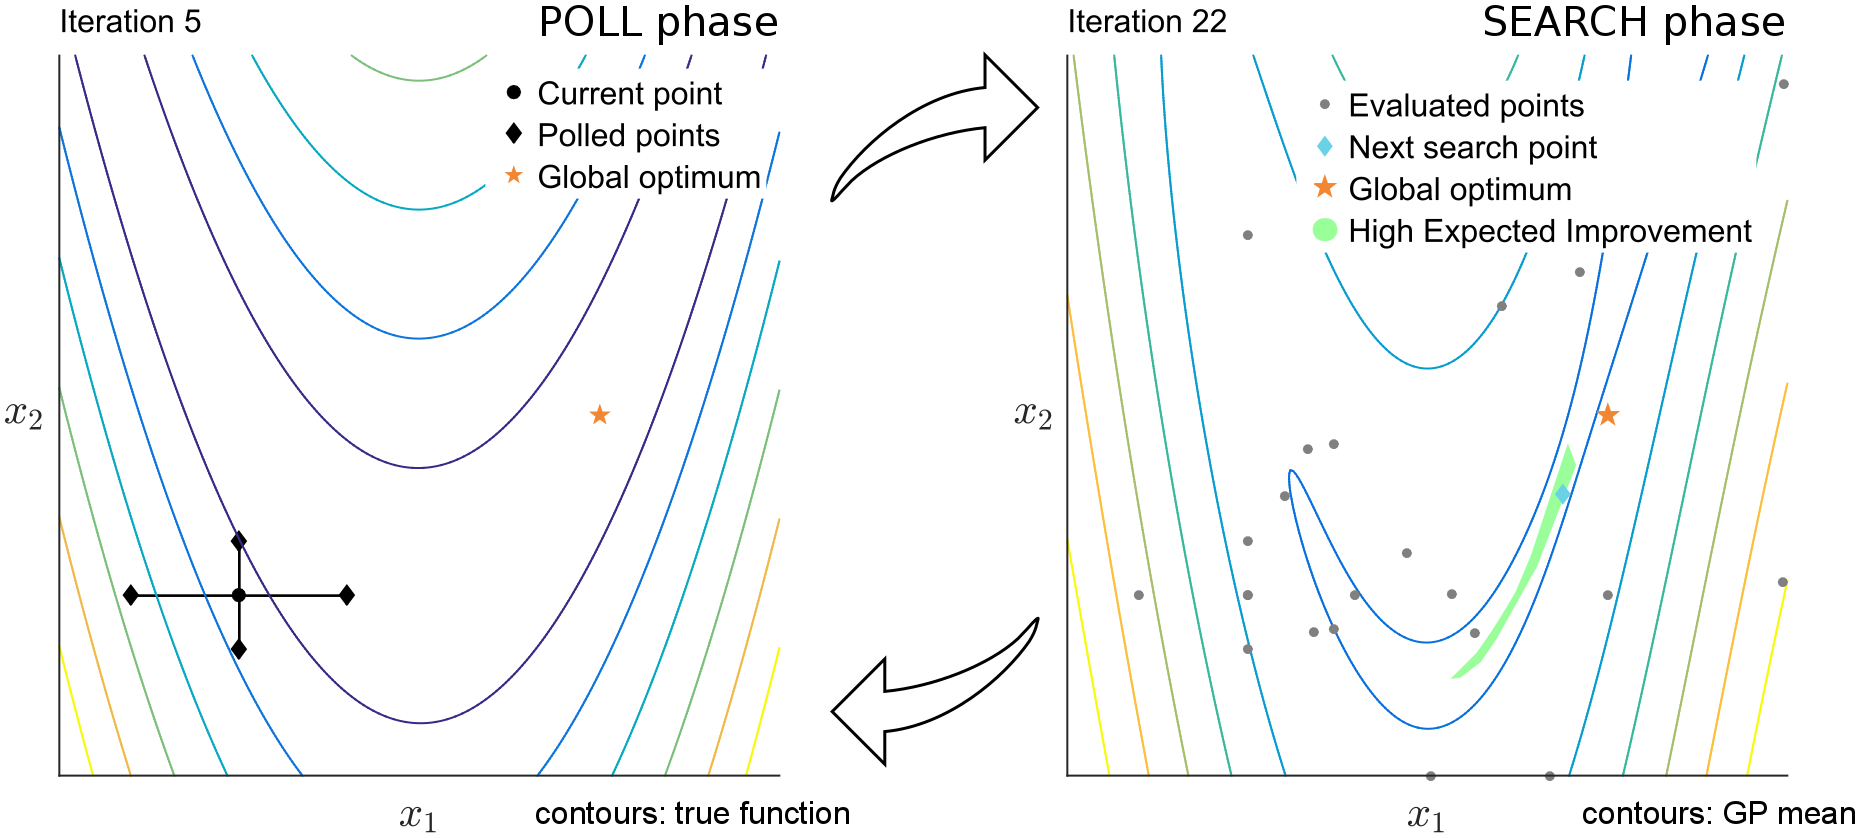 Iteration 5
POLL phase
Current point
Polled points
Global optimum
x2
x1
contours: true function
Iteration 22
SEARCH phase
Evaluated points
Next search point
Global optimum
High Expected Improvement
x2
x1
contours: GP mean